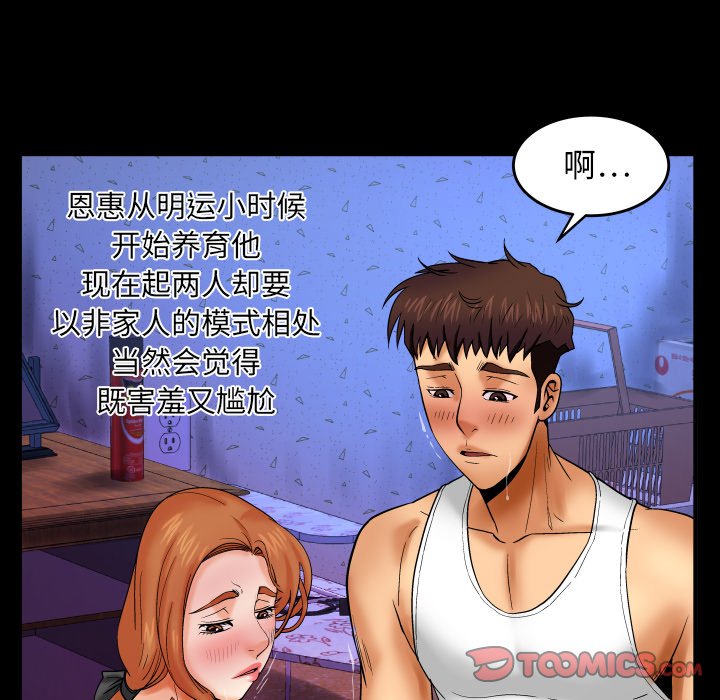 啊...
恩惠从明运小时候
开始养育他
现在起两人却要
以非家人的模式相处
当然会觉得
既害羞又尴尬
TOOMICS.COM